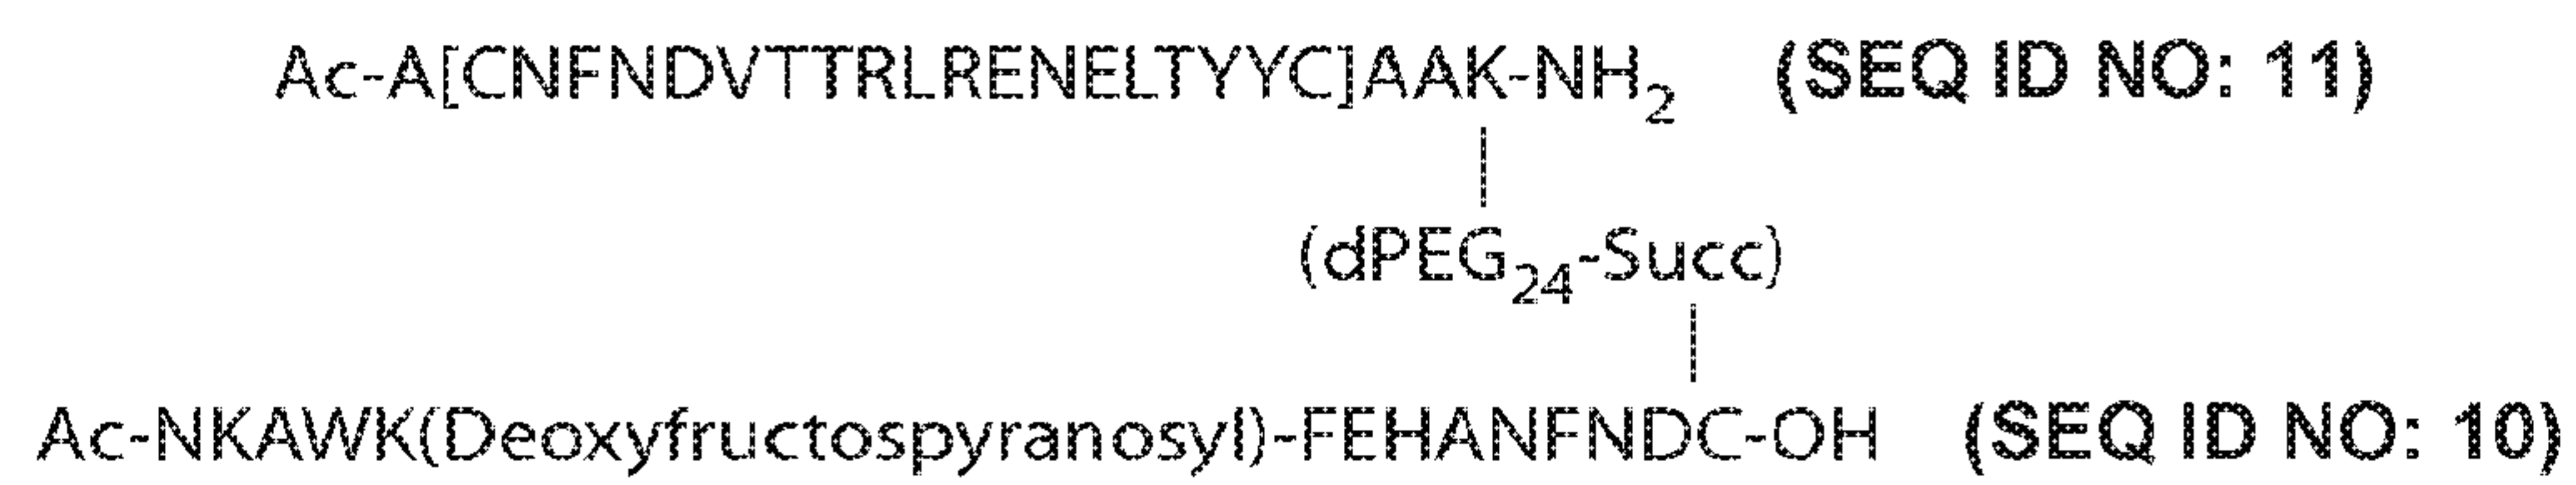 Ac-A[CNFNDVTTRLRENELTYYC]AAK-NH2 (SEQ ID NO: 11)
(dPEG24-Succ)
Ac-NKAWK(Deoxyfructospyranosyl)-FEHANFNDC-OH (SEQ ID NO: 10)